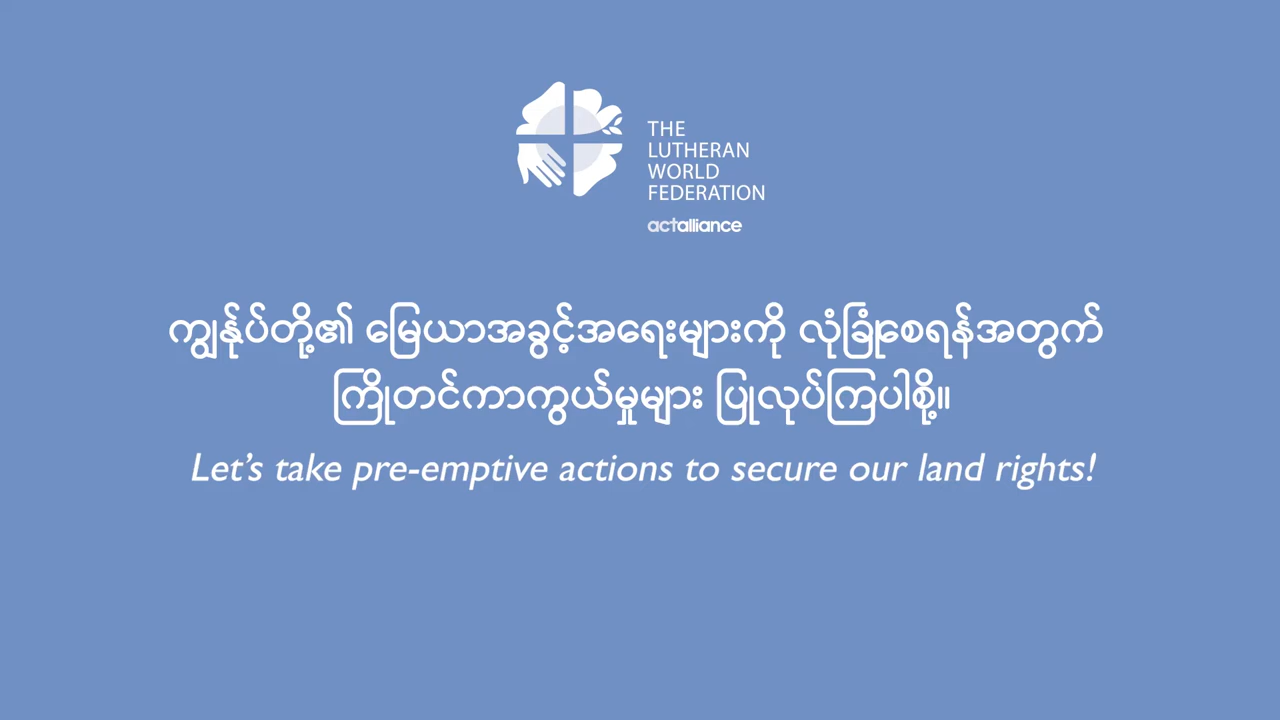 THE
LUTHERAN
WORLD
FEDERATION
actalliance
ကျွန်ုပ်တို့၏ မြေယာအခွင့်အရေးများကို လုံခြုံစေရန်အတွက်
ကြိုတင်ကာကွယ်မှုများ ပြုလုပ်ကြပါစို့။
Let's take pre-emptive actions to secure our land rights!